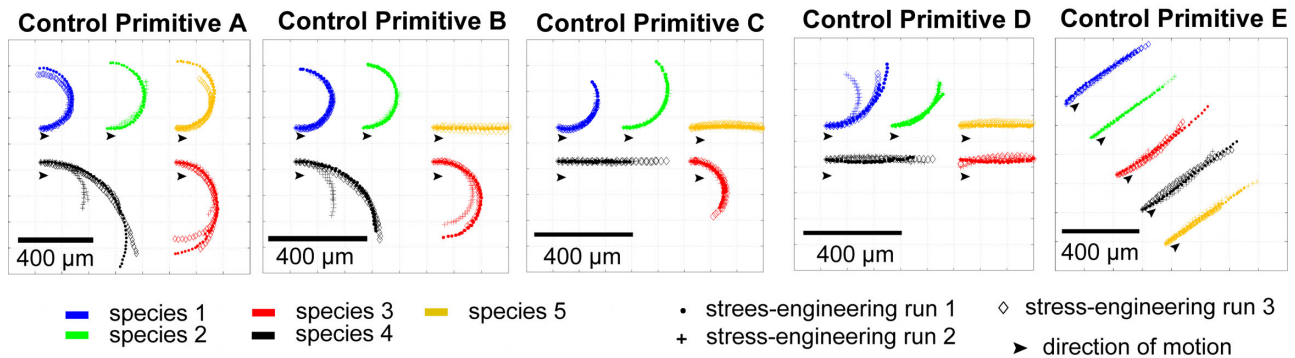 Control Primitive A
Control Primitive B
Control Primitive C
Control Primitive D
Control Primitive E
400 µm
400 µm
400 µm
400 µm
400 µm
species 1
species 2
species 3
species 4
species 5
strees-engineering run 1
stress-engineering run 2
stress-engineering run 3
direction of motion